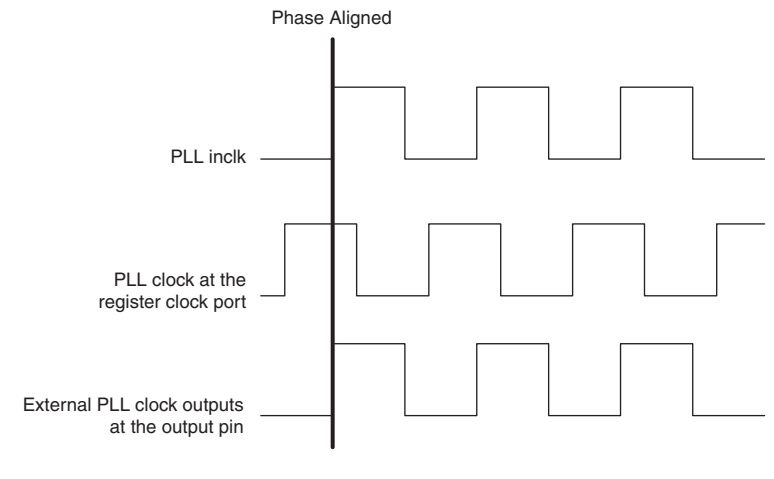 Phase Aligned
PLL inclk
PLL clock at the
register clock port
External PLL clock outputs
at the output pin